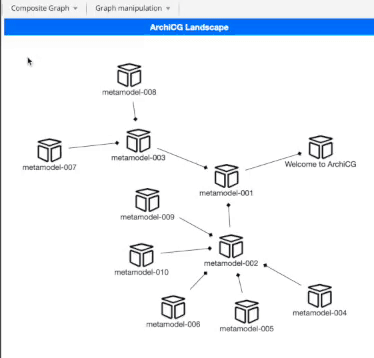 Composite Graph
Graph manipulation
ArchiCG Landscape
metamodel-008
metamodel-003
metamodel-007
Welcome to ArchiCG
metamodel-001
metamodel-009
metamodel-002
metamodel-010
metamodel-004
metamodel-006
metamodel-005